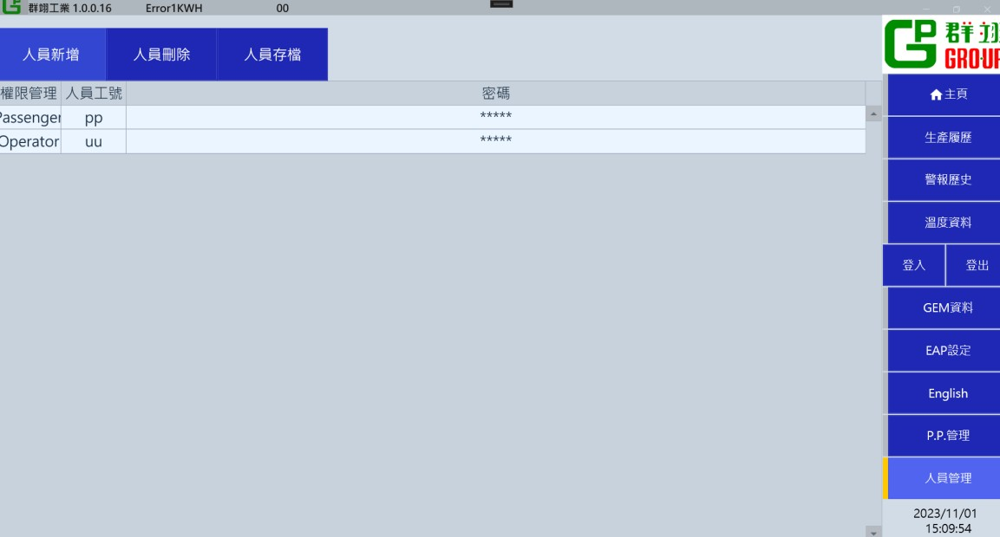 群翊工業 1.0.0.16 Error1KWH 00
人員新增 人員刪除 人員存檔
權限管理 人員工號 密碼
Passenger pp *****
Operator uu *****
GP 群翊
GROUP
主頁
生產履歷
警報歷史
溫度資料
登入 登出
GEM資料
EAP設定
English
P.P.管理
人員管理
2023/11/01
15:09:54